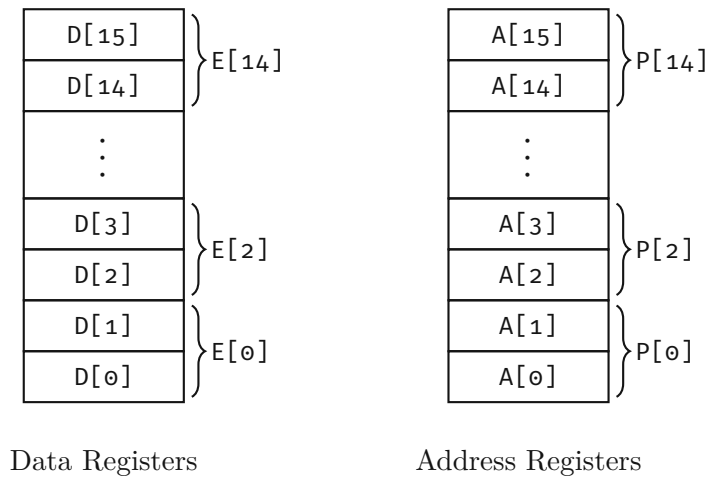 D[15]
D[14]
E[14]
⋮
D[3]
D[2]
E[2]
D[1]
D[0]
E[0]
Data Registers
A[15]
A[14]
P[14]
⋮
A[3]
A[2]
P[2]
A[1]
A[0]
P[0]
Address Registers